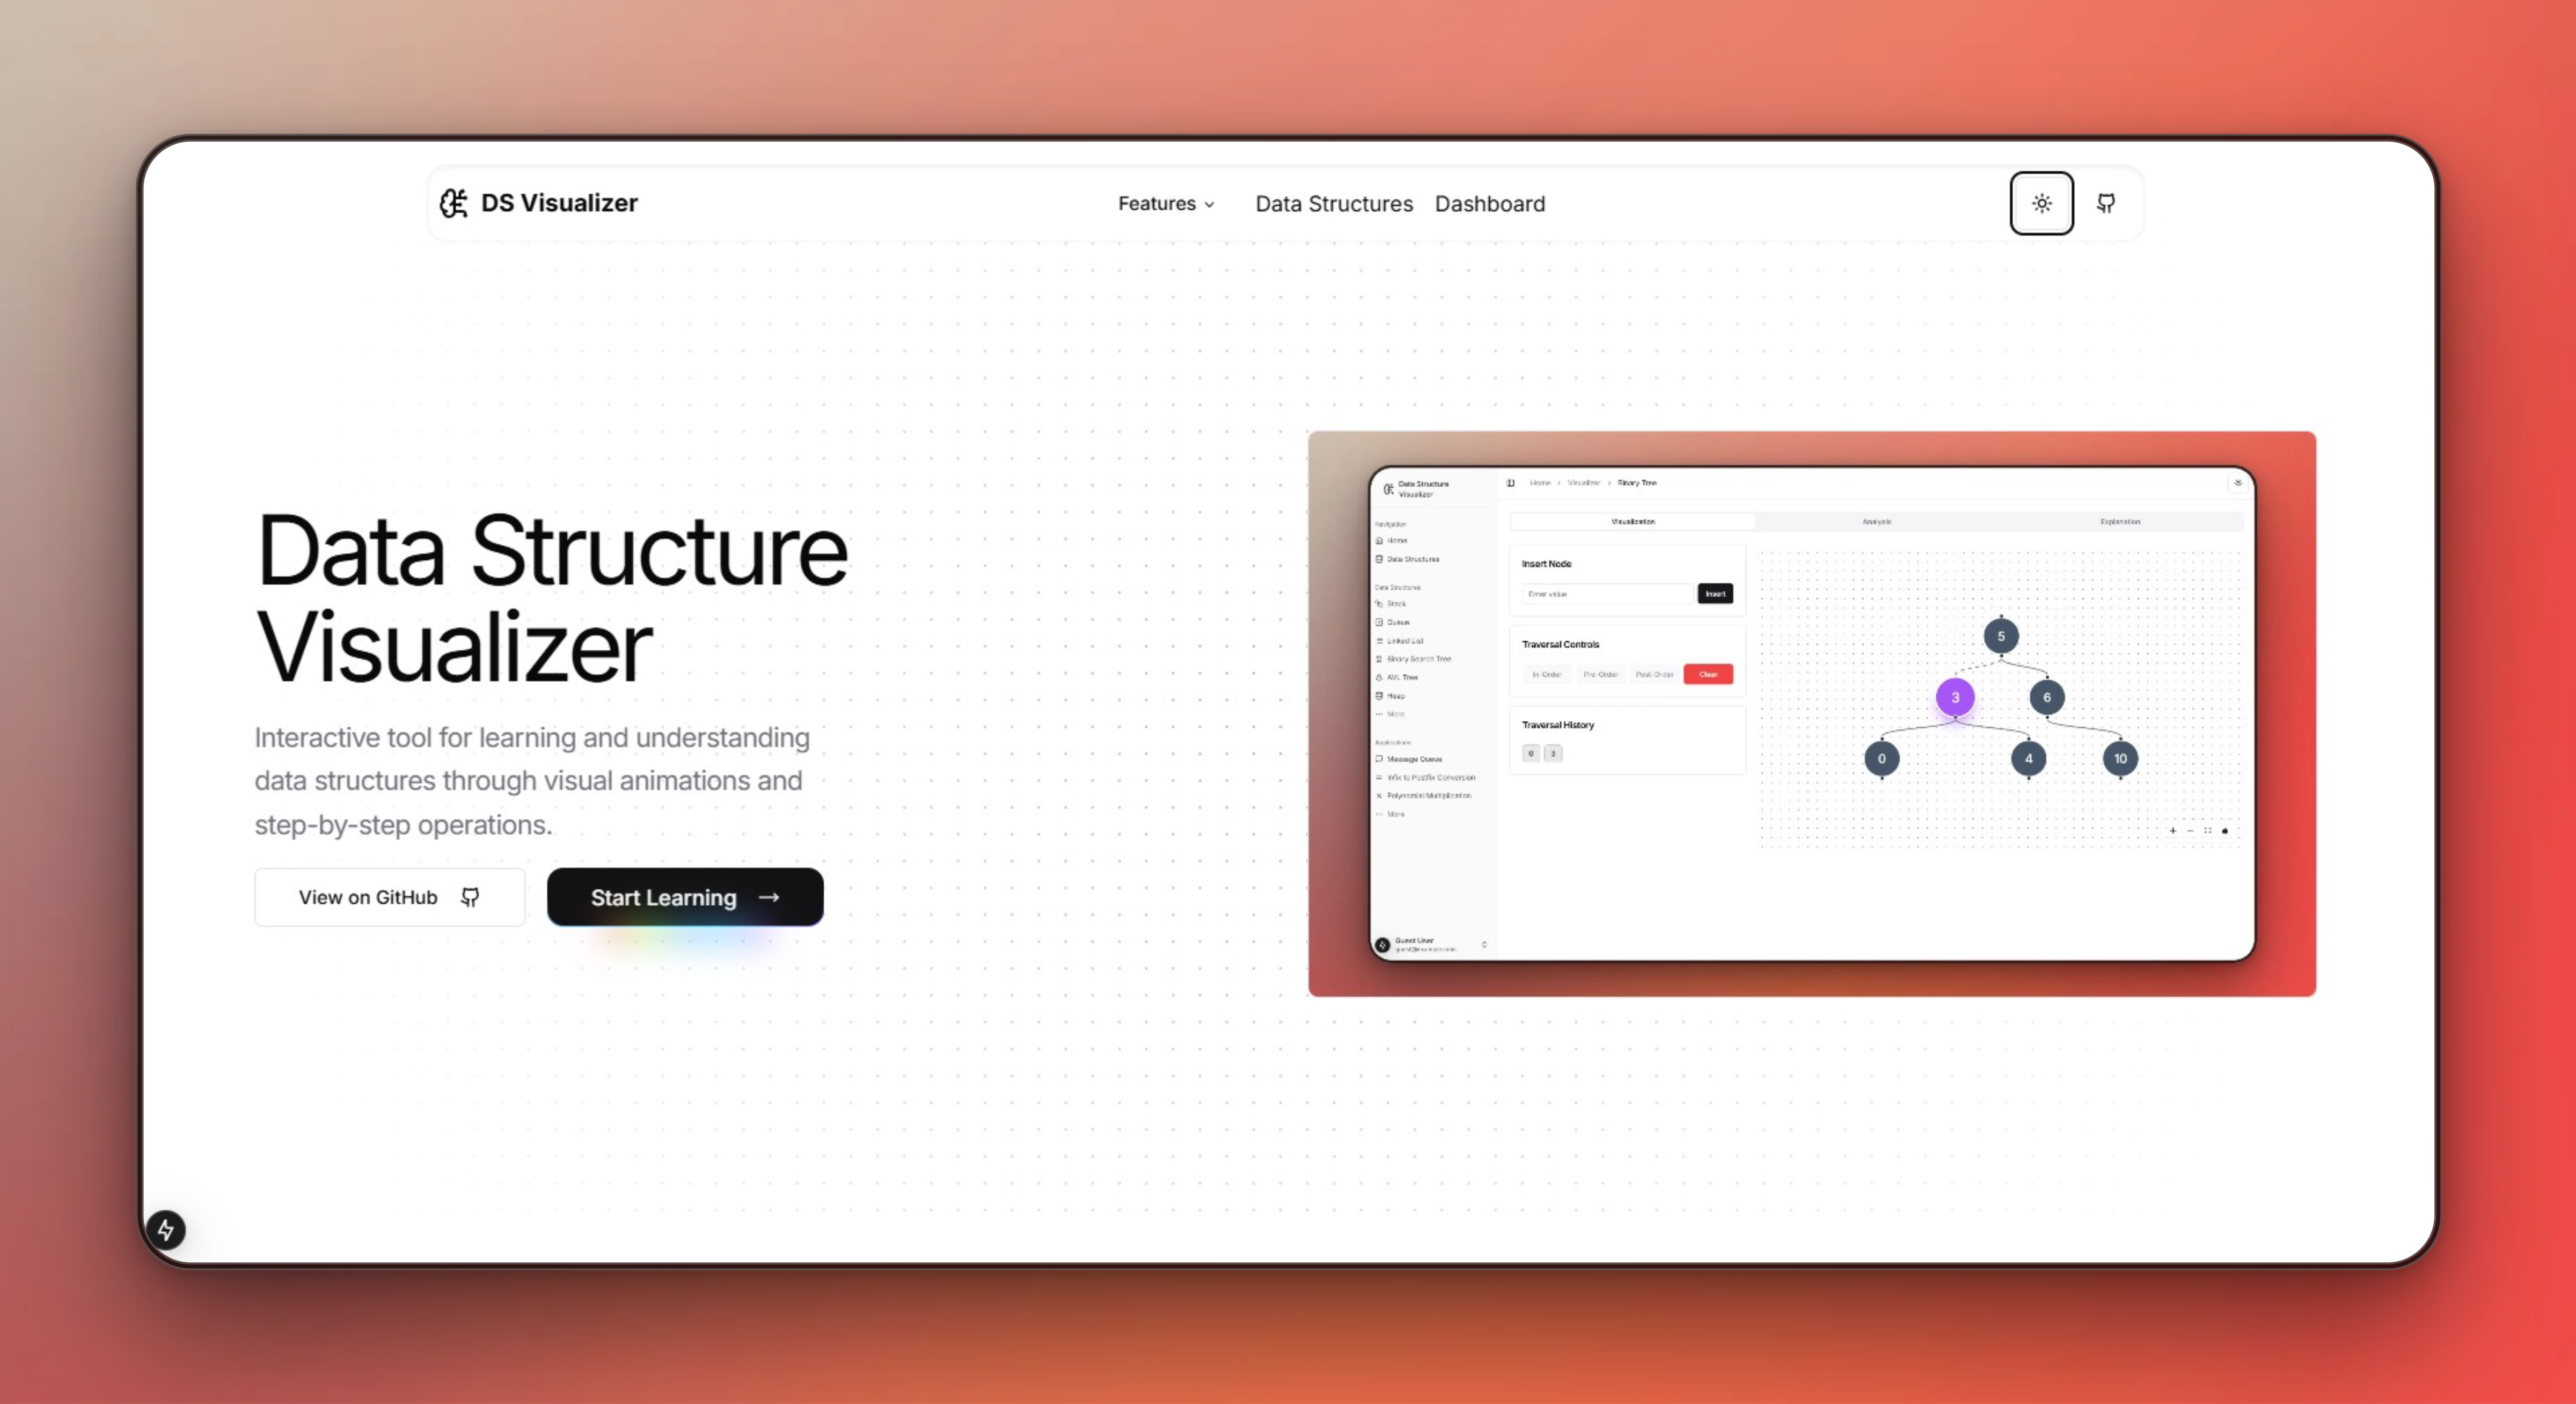 DS Visualizer
Features
Data Structures
Dashboard
Data Structure
Visualizer
Interactive tool for learning and understanding
data structures through visual animations and
step-by-step operations.
View on GitHub
Start Learning →
Data Structure
Visualizer
Navigation
Home
Data Structures
Data Structures
Stack
Queue
Linked List
Binary Search Tree
AVL Tree
Heap
More
Applications
Message Queue
Infix to Postfix Conversion
Polynomial Multiplication
More
Guest User
guest@example.com
Home > Visualizer > Binary Tree
Visualization
Analysis
Explanation
Insert Node
Enter value
Insert
Traversal Controls
In-Order
Pre-Order
Post-Order
Clear
Traversal History
0 3
5
3 6
0 4 10